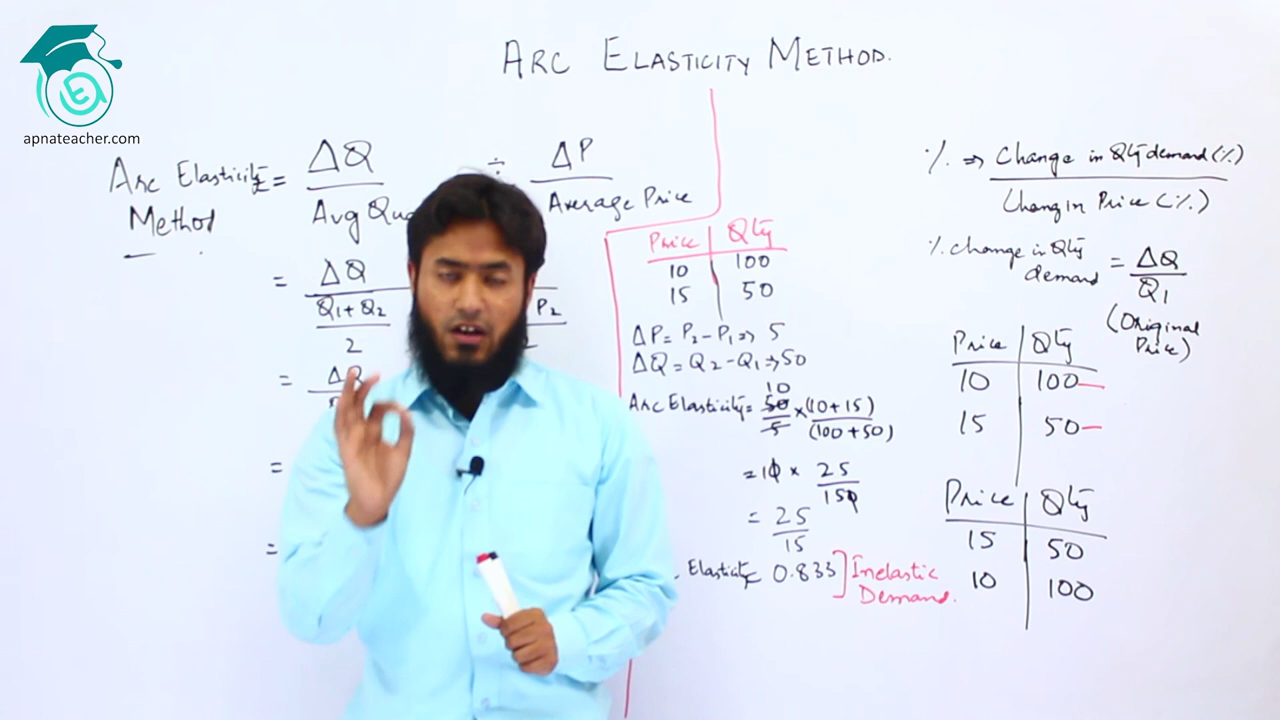 apnateacher.com
ARC ELASTICITY METHOD.
Arc Elasticity = ΔQ ÷ ΔP
Method Avg Qua Average Price
= ΔQ
Q1 + Q2 P2
2 2
= ΔQ
=
=
Price Qty
10 100
15 50
ΔP = P2 - P1 ⇒ 5
ΔQ = Q2 - Q1 ⇒ 50
10
Arc Elasticity = 50 × (10 + 15)
5 (100 + 50)
= 10 × 25
150
= 25
15
Elasticity = 0.833 ] Inelastic
Demand.
% ⇒ Change in Qty demand (%)
Chang in Price (%)
% change in Qty
demand = ΔQ
Q1
(Original
Price)
Price Qty
10 100
15 50
Price Qty
15 50
10 100